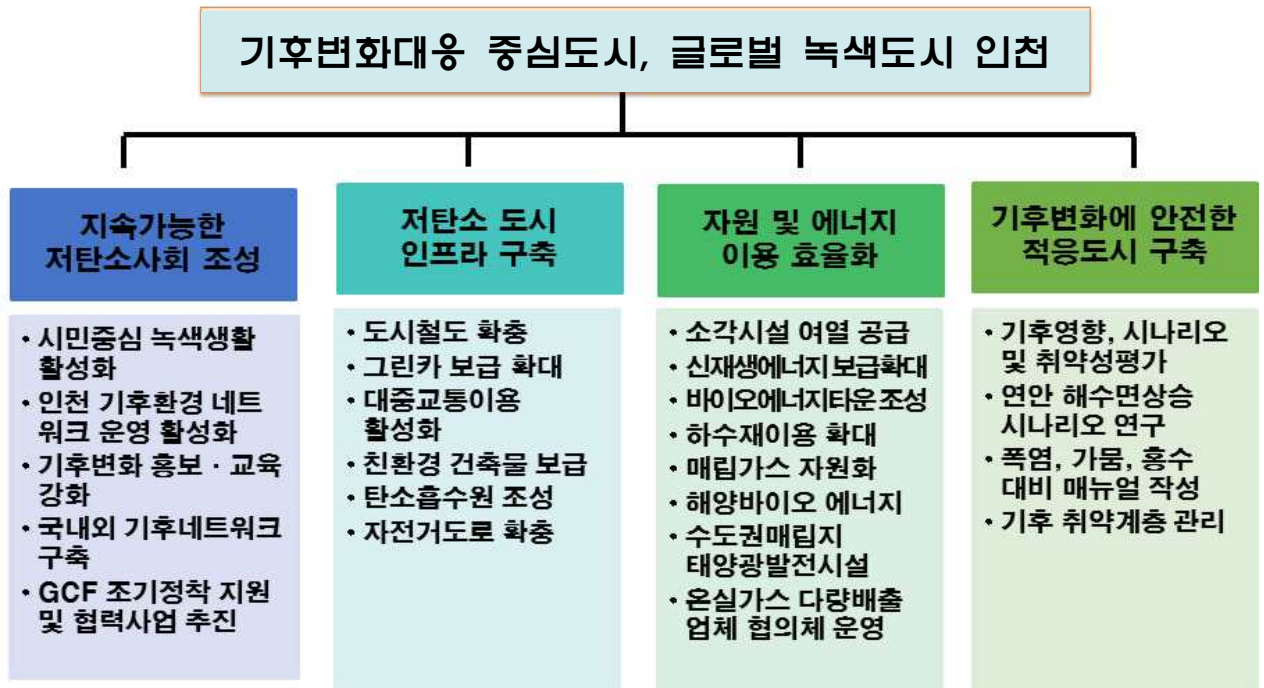 기후변화대응 중심도시, 글로벌 녹색도시 인천
지속가능한
저탄소사회 조성
• 시민중심 녹색생활
활성화
• 인천 기후환경 네트
워크 운영 활성화
• 기후변화 홍보 · 교육
강화
• 국내외 기후네트워크
구축
• GCF 조기정착 지원
및 협력사업 추진
저탄소 도시
인프라 구축
• 도시철도 확충
• 그린카 보급 확대
• 대중교통이용
활성화
• 친환경 건축물 보급
• 탄소흡수원 조성
• 자전거도로 확충
자원 및 에너지
이용 효율화
• 소각시설 여열 공급
• 신재생에너지 보급확대
• 바이오에너지타운 조성
• 하수재이용 확대
• 매립가스 자원화
• 해양바이오 에너지
• 수도권매립지
태양광발전시설
• 온실가스 다량배출
업체 협의체 운영
기후변화에 안전한
적응도시 구축
• 기후영향, 시나리오
및 취약성평가
• 연안 해수면상승
시나리오 연구
• 폭염, 가뭄, 홍수
대비 매뉴얼 작성
• 기후 취약계층 관리